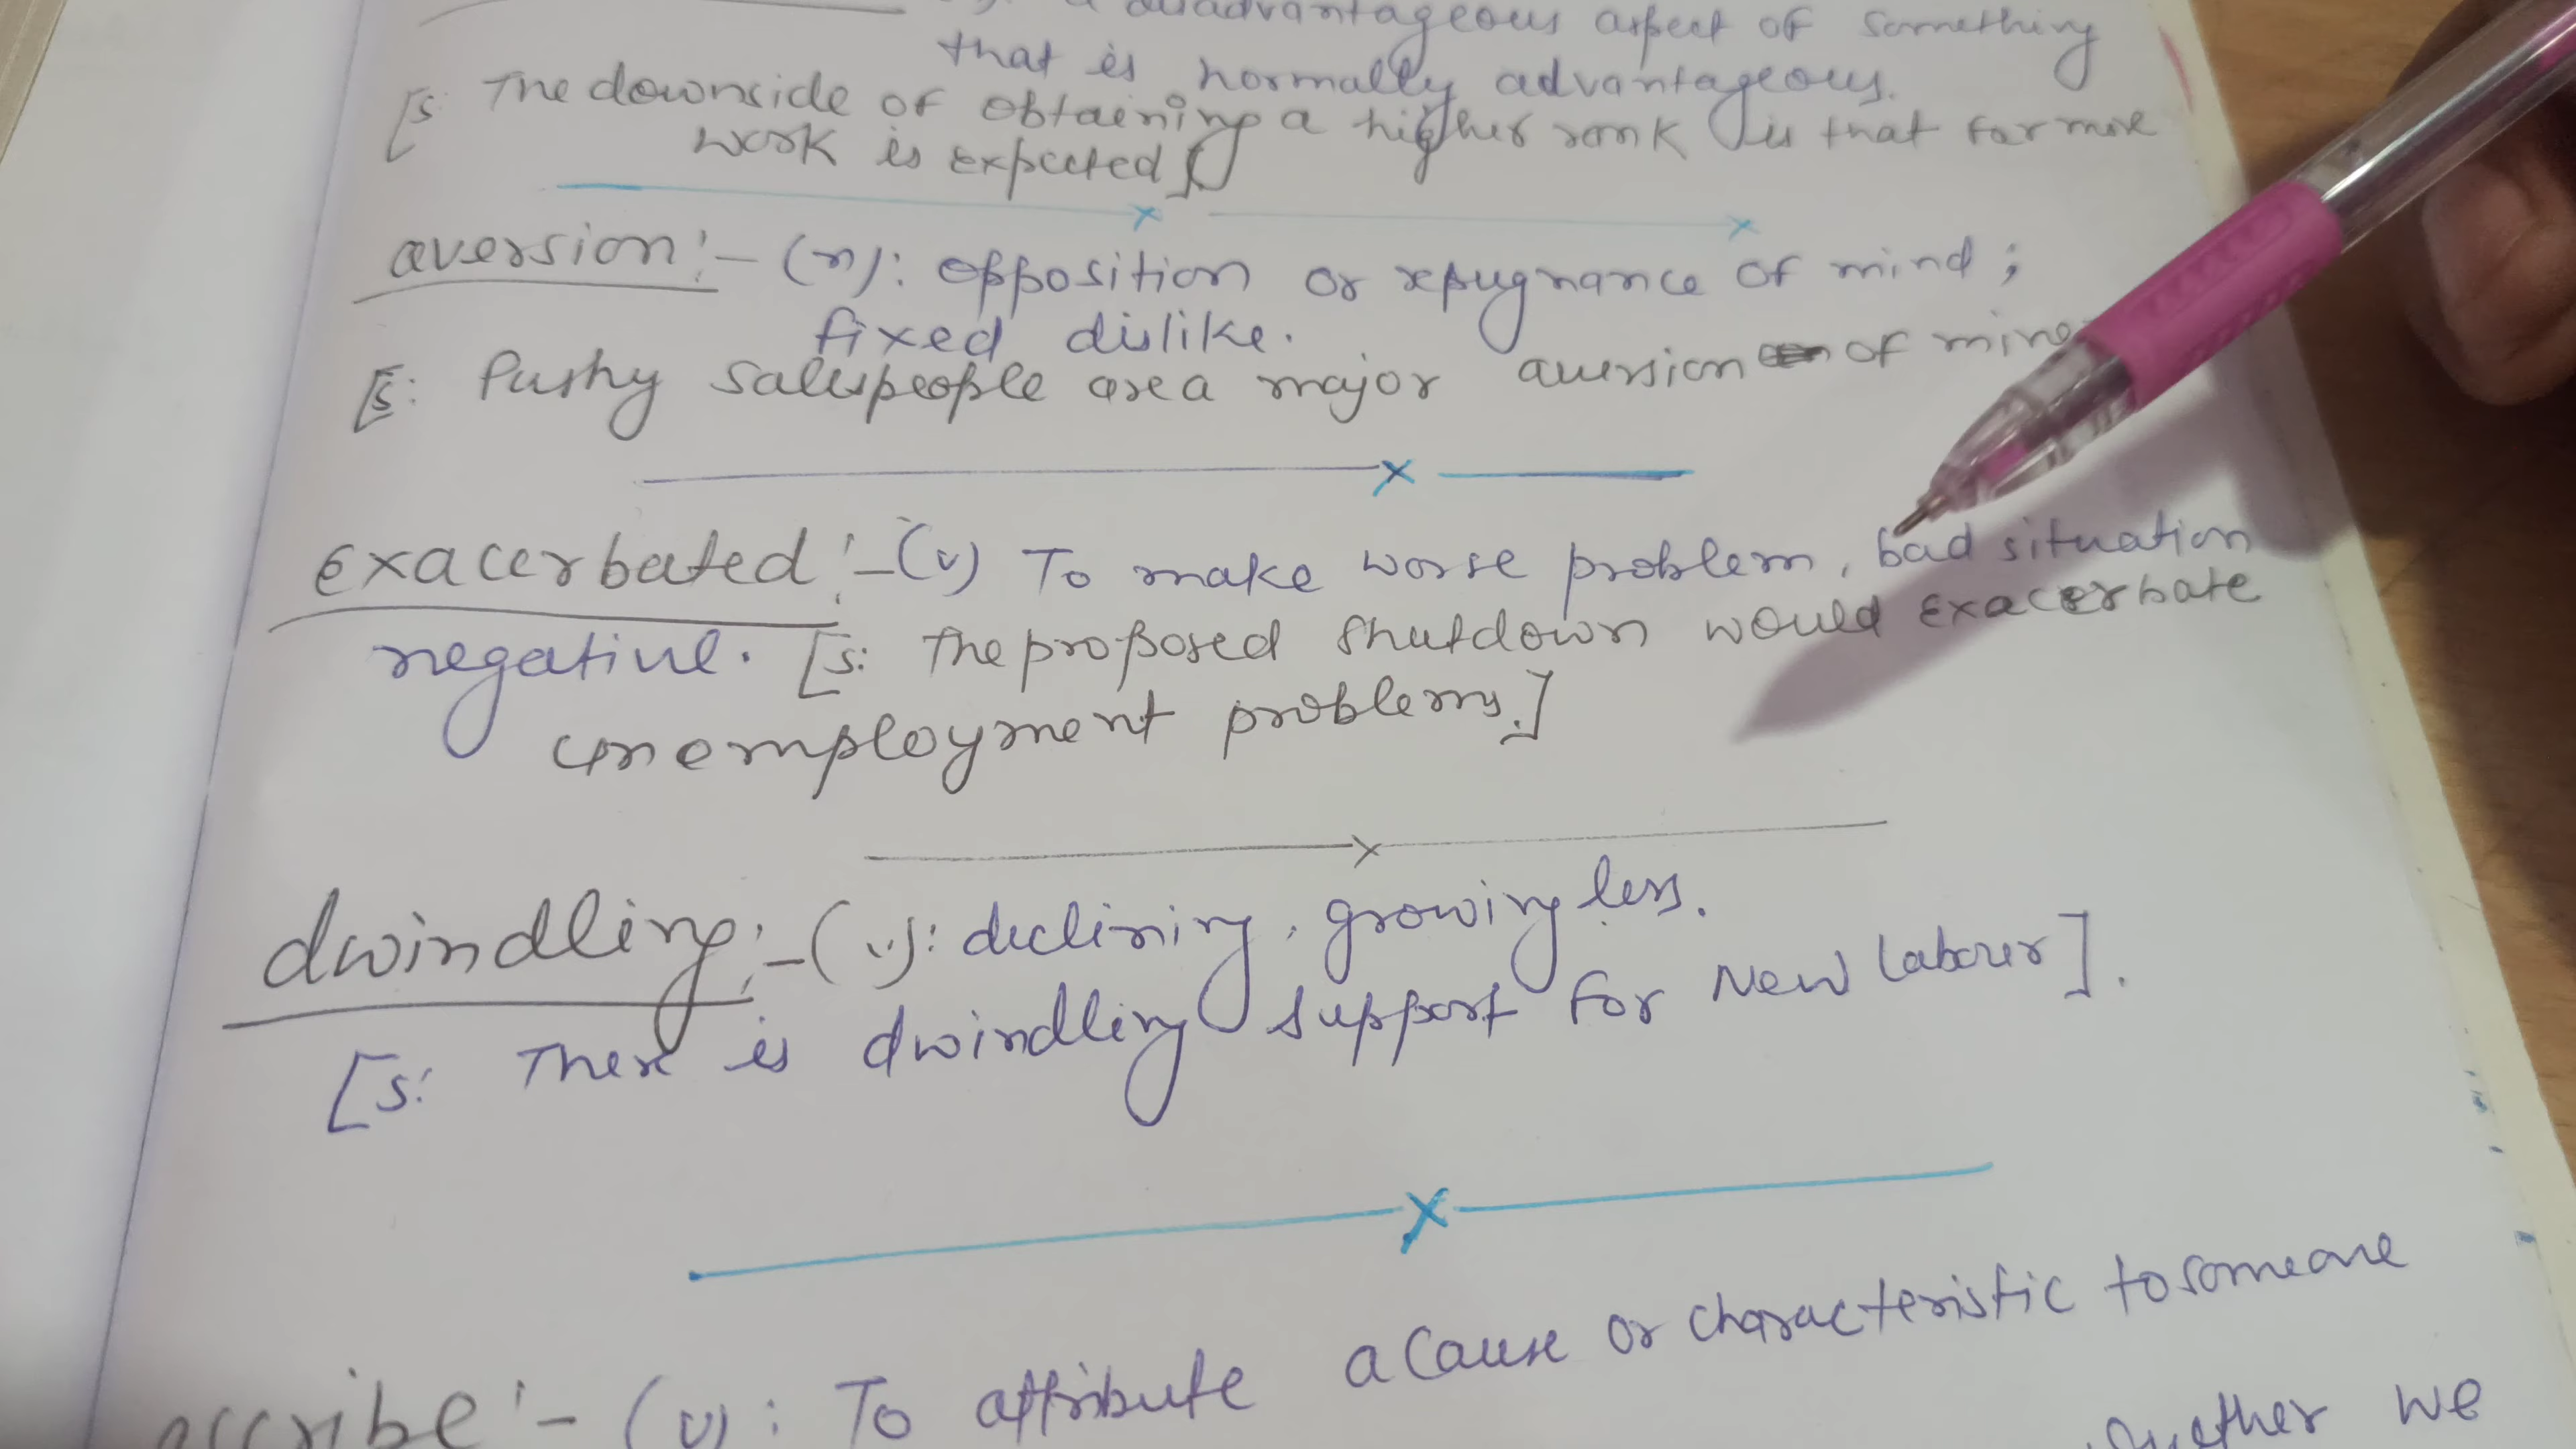 a disadvantageous aspect of something
that is normally advantageous.
[s: The downside of obtaining a higher rank is that far more
work is expected]
aversion:- (n): opposition or repugnance of mind;
fixed dislike.
[s: Pushy salespeople are a major aversion of mine
Exacerbated:- (v) To make worse problem, bad situation
negative. [s: The proposed shutdown would exacerbate
unemployment problems.]
dwindling:- (v): declining, growing less.
[s: There is dwindling support for New Labour].
ascribe:- (v): To attribute a cause or characteristic to someone
whether we